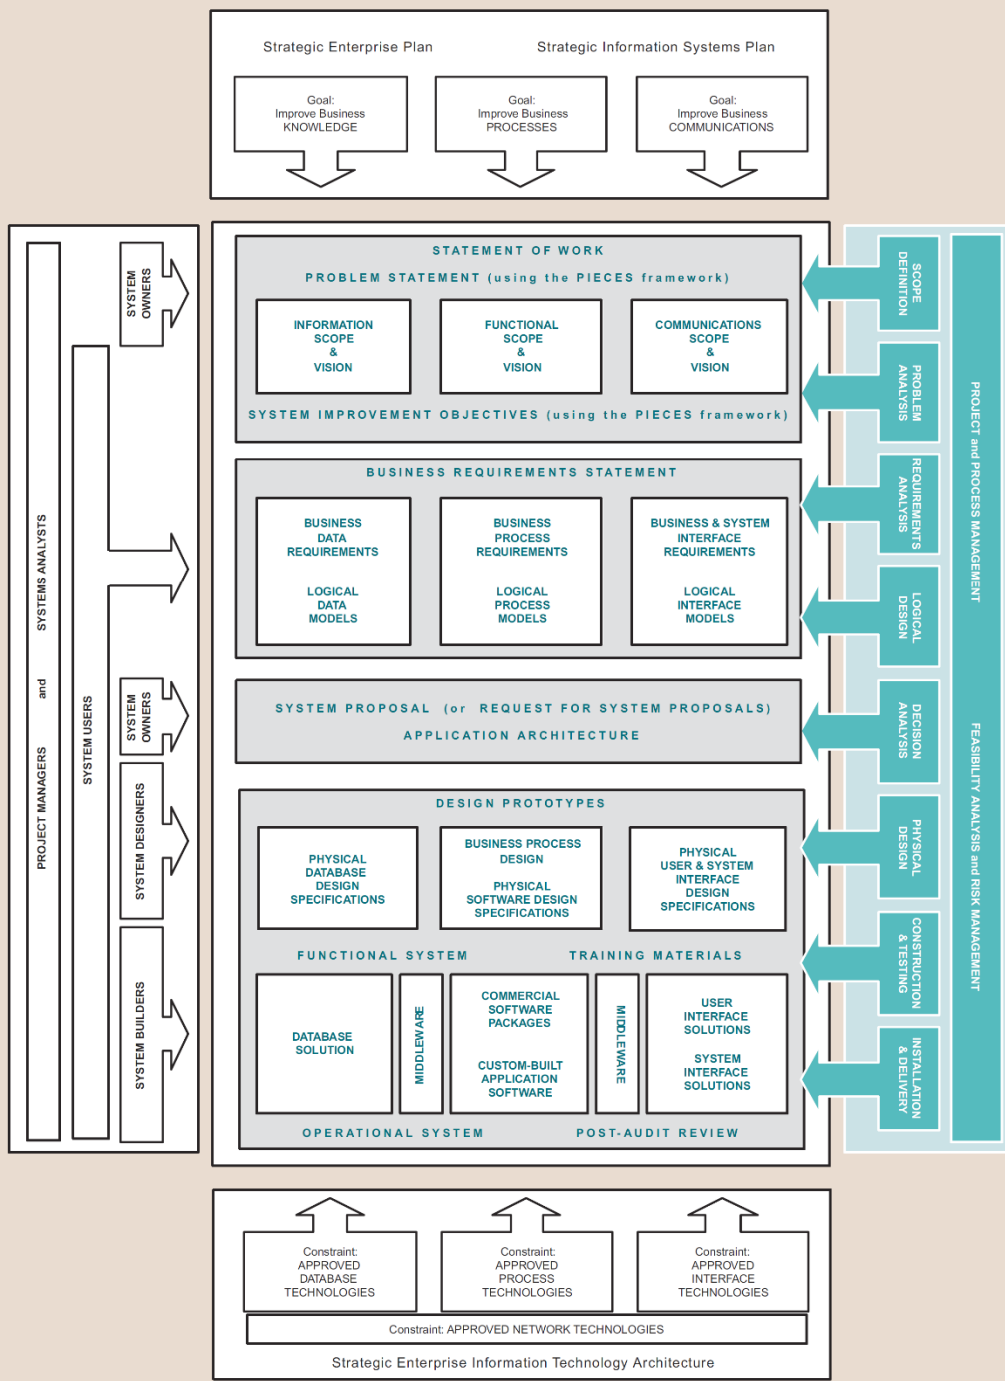 Strategic Enterprise Plan
Strategic Information Systems Plan
Goal:
Improve Business
KNOWLEDGE
Goal:
Improve Business
PROCESSES
Goal:
Improve Business
COMMUNICATIONS
PROJECT MANAGERS and SYSTEMS ANALYSTS
SYSTEM USERS
SYSTEM
OWNERS
SYSTEM
OWNERS
SYSTEM DESIGNERS
SYSTEM BUILDERS
STATEMENT OF WORK
PROBLEM STATEMENT (using the PIECES framework)
INFORMATION
SCOPE
&
VISION
FUNCTIONAL
SCOPE
&
VISION
COMMUNICATIONS
SCOPE
&
VISION
SYSTEM IMPROVEMENT OBJECTIVES (using the PIECES framework)
BUSINESS REQUIREMENTS STATEMENT
BUSINESS
DATA
REQUIREMENTS
LOGICAL
DATA
MODELS
BUSINESS
PROCESS
REQUIREMENTS
LOGICAL
PROCESS
MODELS
BUSINESS & SYSTEM
INTERFACE
REQUIREMENTS
LOGICAL
INTERFACE
MODELS
SYSTEM PROPOSAL (or REQUEST FOR SYSTEM PROPOSALS)
APPLICATION ARCHITECTURE
DESIGN PROTOTYPES
PHYSICAL
DATABASE
DESIGN
SPECIFICATIONS
BUSINESS PROCESS
DESIGN
PHYSICAL
SOFTWARE DESIGN
SPECIFICATIONS
PHYSICAL
USER & SYSTEM
INTERFACE
DESIGN
SPECIFICATIONS
FUNCTIONAL SYSTEM
TRAINING MATERIALS
DATABASE
SOLUTION
MIDDLEWARE
COMMERCIAL
SOFTWARE
PACKAGES
CUSTOM-BUILT
APPLICATION
SOFTWARE
MIDDLEWARE
USER
INTERFACE
SOLUTIONS
SYSTEM
INTERFACE
SOLUTIONS
OPERATIONAL SYSTEM
POST-AUDIT REVIEW
SCOPE
DEFINITION
PROBLEM
ANALYSIS
REQUIREMENTS
ANALYSIS
LOGICAL
DESIGN
DECISION
ANALYSIS
PHYSICAL
DESIGN
CONSTRUCTION
& TESTING
INSTALLATION
& DELIVERY
PROJECT and PROCESS MANAGEMENT
FEASIBILITY ANALYSIS and RISK MANAGEMENT
Constraint:
APPROVED
DATABASE
TECHNOLOGIES
Constraint:
APPROVED
PROCESS
TECHNOLOGIES
Constraint:
APPROVED
INTERFACE
TECHNOLOGIES
Constraint: APPROVED NETWORK TECHNOLOGIES
Strategic Enterprise Information Technology Architecture